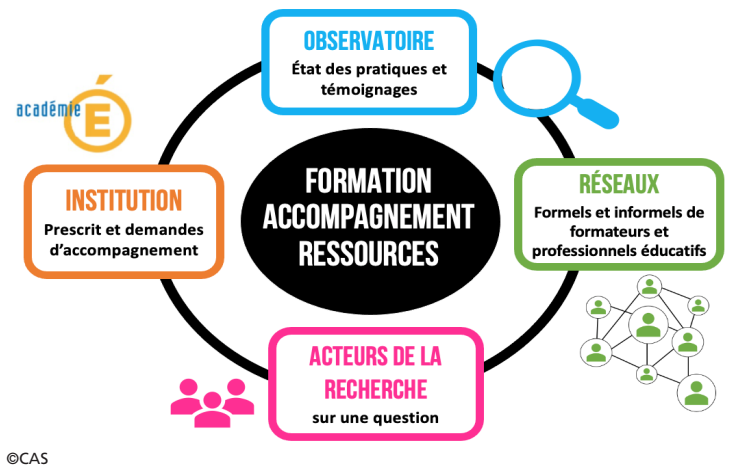 OBSERVATOIRE
État des pratiques et
témoignages
académie É
INSTITUTION
Prescrit et demandes
d'accompagnement
FORMATION
ACCOMPAGNEMENT
RESSOURCES
RÉSEAUX
Formels et informels de
formateurs et
professionnels éducatifs
ACTEURS DE LA
RECHERCHE
sur une question
©CAS